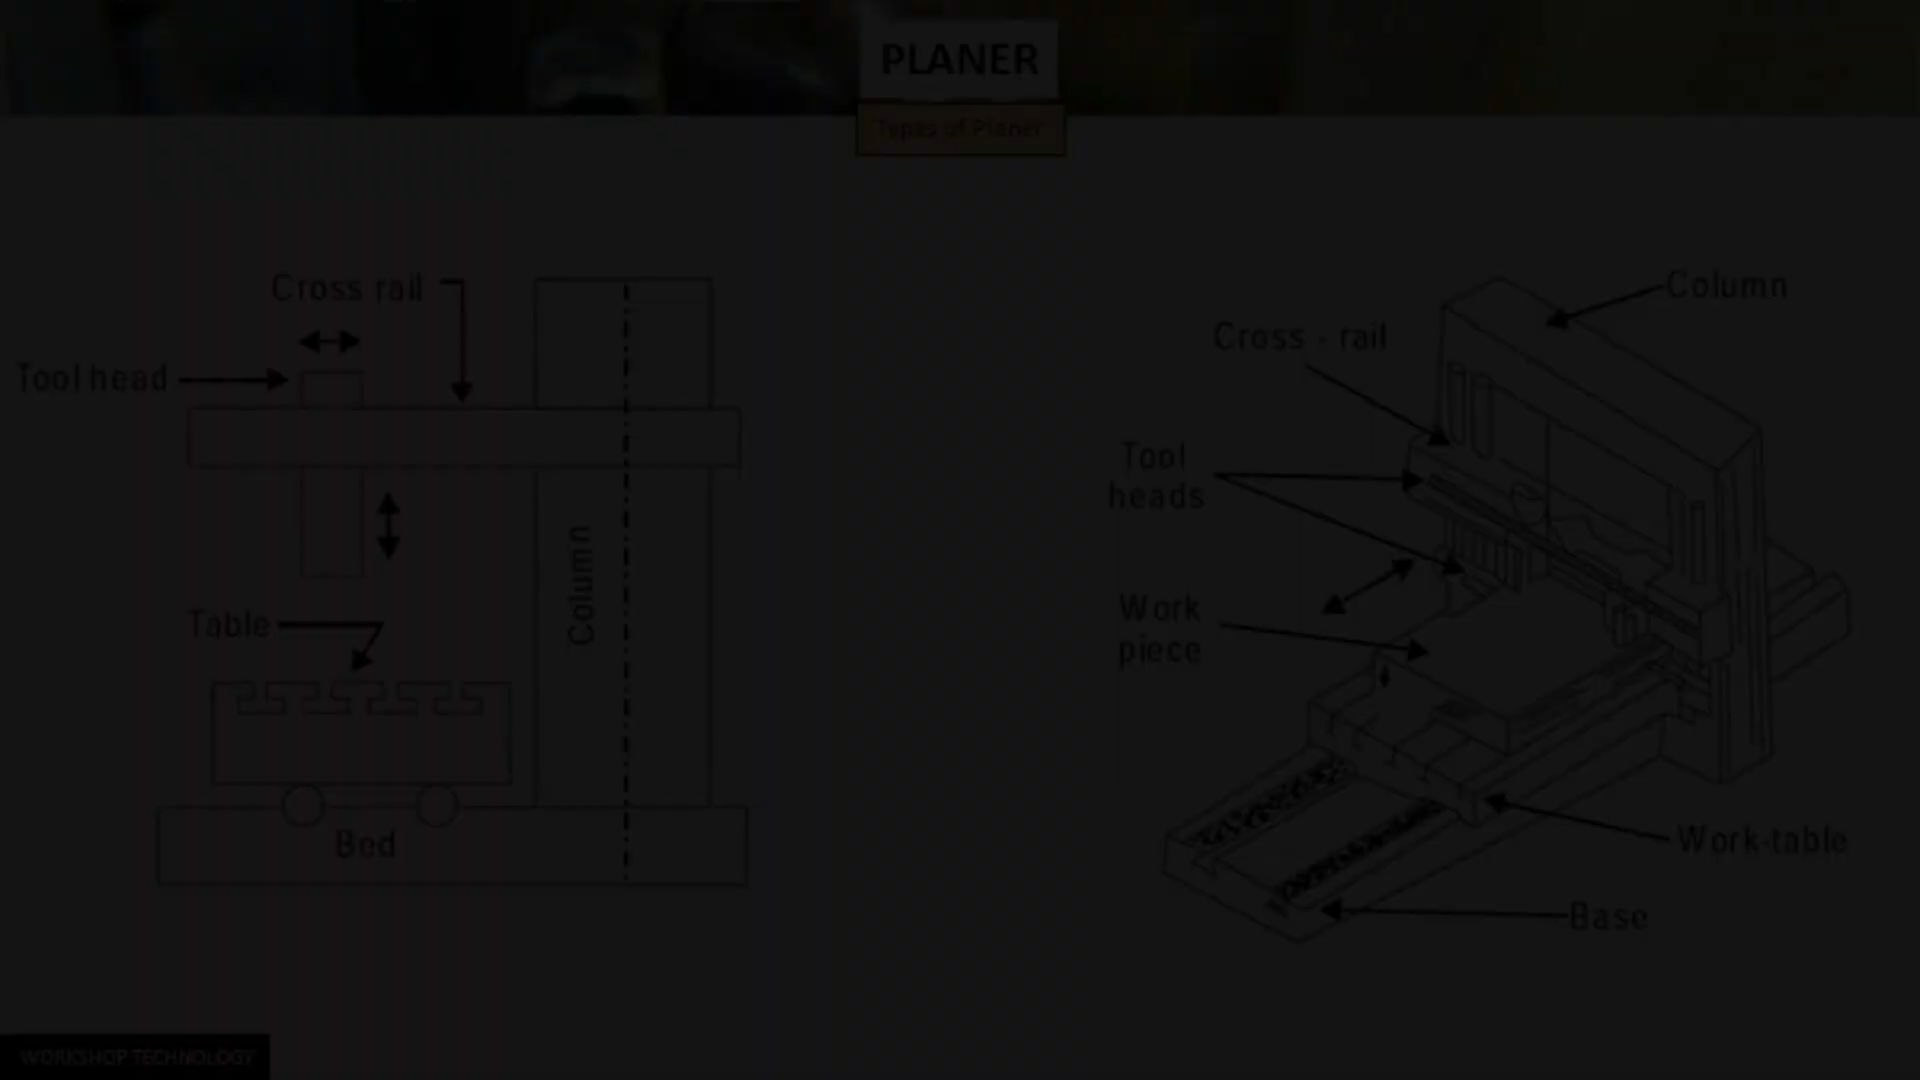 PLANER
Types of Planer
Cross rail
Tool head
Column
Table
Bed
Column
Cross - rail
Tool
heads
Work
piece
Work-table
Base
WORKSHOP TECHNOLOGY